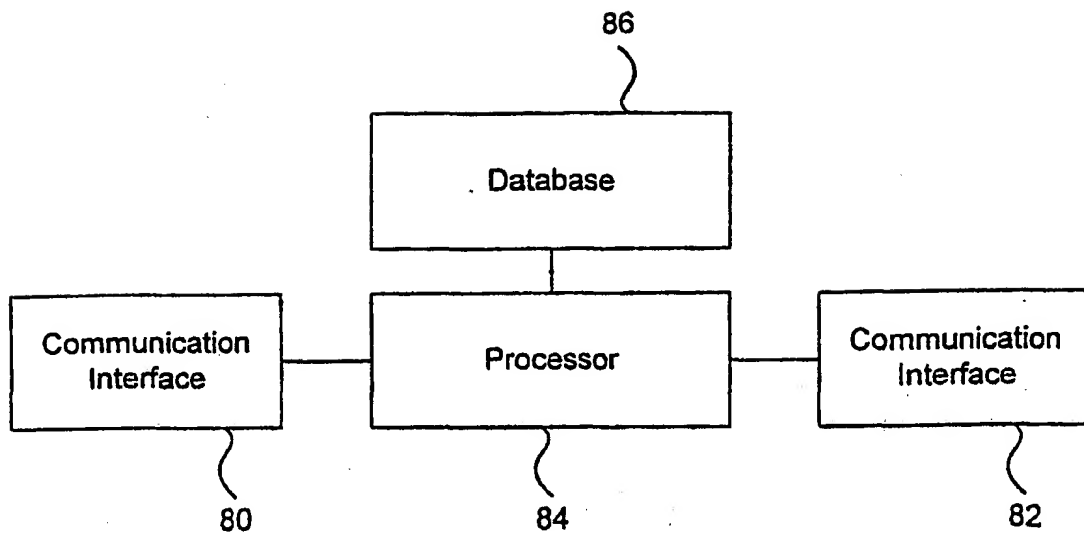 86
Database
Communication
Interface
Processor
Communication
Interface
80
84
82